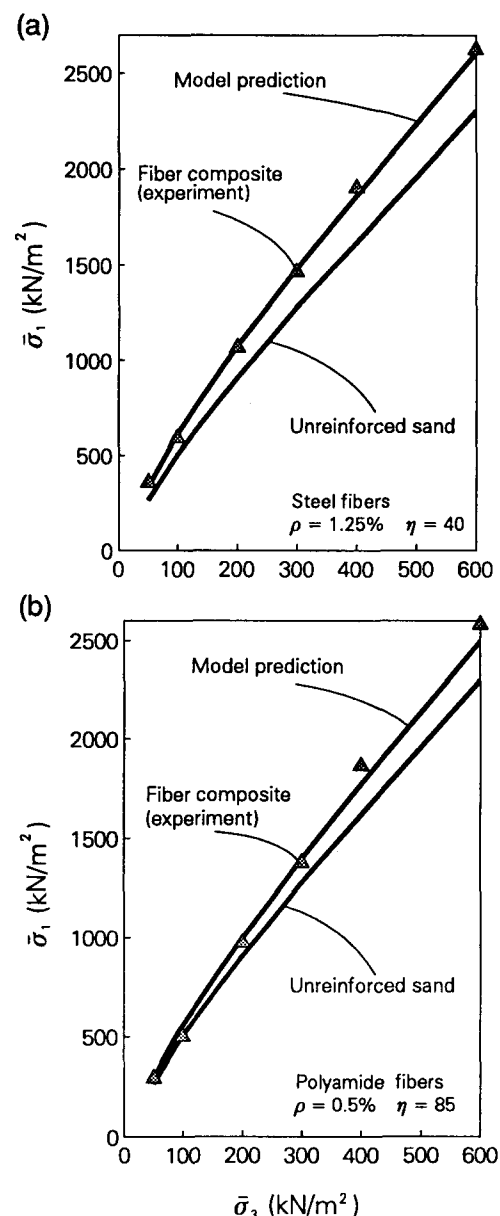 (a)
2500
2000
1500
1000
500
0
σ̄₁ (kN/m²)
Model prediction
Fiber composite
(experiment)
Unreinforced sand
Steel fibers
ρ = 1.25% η = 40
0 100 200 300 400 500 600
(b)
2500
2000
1500
1000
500
0
σ̄₁ (kN/m²)
Model prediction
Fiber composite
(experiment)
Unreinforced sand
Polyamide fibers
ρ = 0.5% η = 85
0 100 200 300 400 500 600
σ̄₃ (kN/m²)